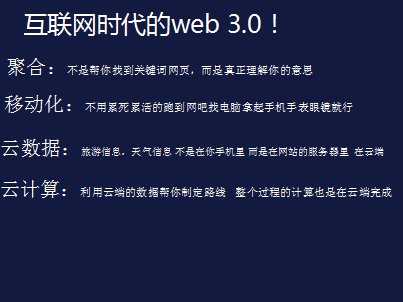 互联网时代的web 3.0！
聚合：不是帮你找到关键词网页，而是真正理解你的意思
移动化：不用累死累活的跑到网吧找电脑拿起手机手表眼镜就行
云数据：旅游信息，天气信息 不是在你手机里 而是在网站的服务器里 在云端
云计算：利用云端的数据帮你制定路线 整个过程的计算也是在云端完成